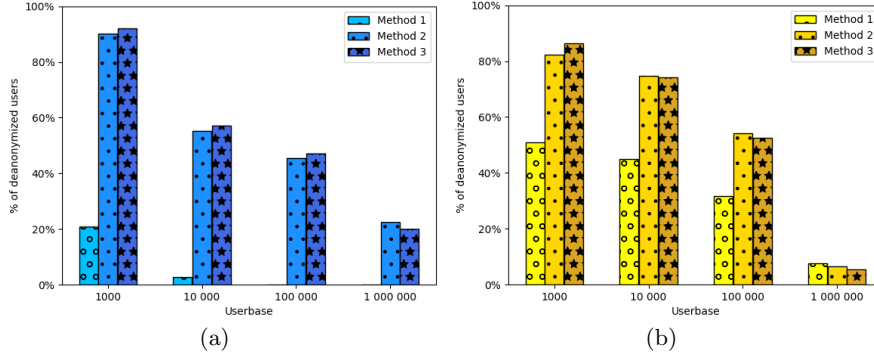 100%
80%
60%
40%
20%
0%
% of deanonymized users
Method 1
Method 2
Method 3
1000
10 000
100 000
1 000 000
Userbase
(a)
100%
80%
60%
40%
20%
0%
% of deanonymized users
Method 1
Method 2
Method 3
1000
10 000
100 000
1 000 000
Userbase
(b)